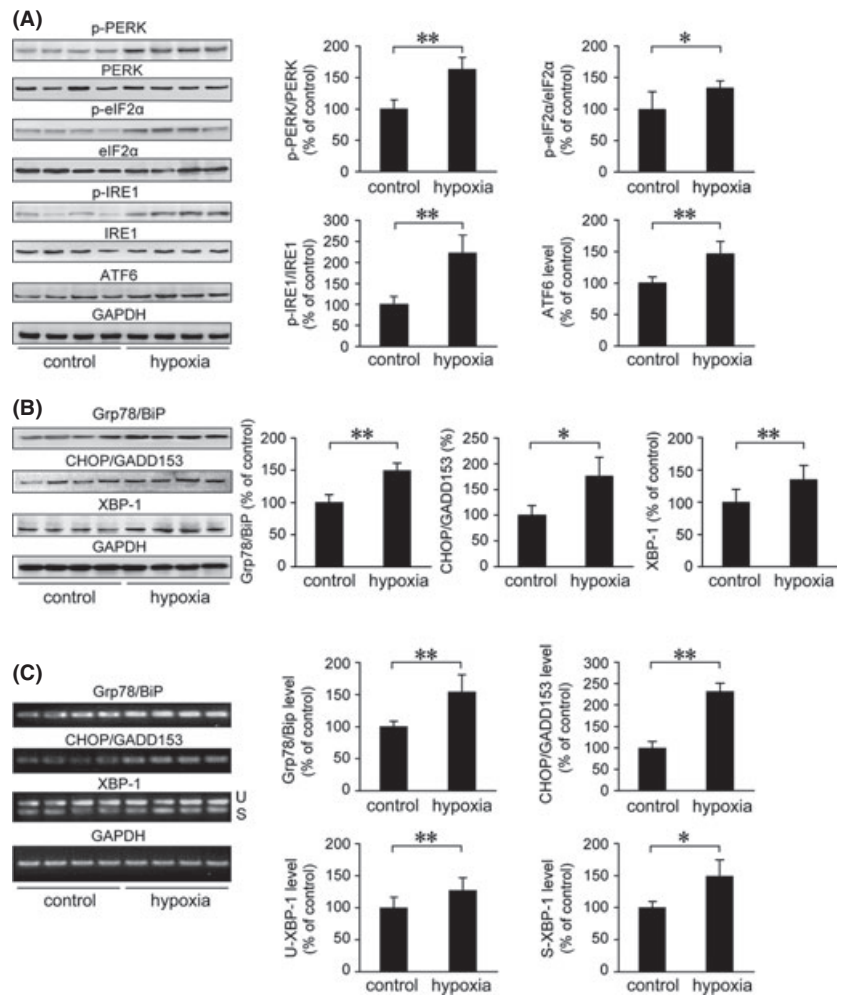 (A)
p-PERK
PERK
p-eIF2α
eIF2α
p-IRE1
IRE1
ATF6
GAPDH
control hypoxia
p-PERK/PERK
(% of control)
200
150
100
50
0
**
control hypoxia
p-eIF2α/eIF2α
(% of control)
200
150
100
50
0
*
control hypoxia
p-IRE1/IRE1
(% of control)
300
250
200
150
100
50
0
**
control hypoxia
ATF6 level
(% of control)
200
150
100
50
0
**
control hypoxia
(B)
Grp78/BiP
CHOP/GADD153
XBP-1
GAPDH
control hypoxia
Grp78/BiP (% of control)
200
150
100
50
0
**
control hypoxia
CHOP/GADD153 (%)
250
200
150
100
50
0
*
control hypoxia
XBP-1 (% of control)
200
150
100
50
0
**
control hypoxia
(C)
Grp78/BiP
CHOP/GADD153
XBP-1
U
S
GAPDH
control hypoxia
Grp78/Bip level
(% of control)
200
150
100
50
0
**
control hypoxia
CHOP/GADD153 level
(% of control)
300
250
200
150
100
50
0
**
control hypoxia
U-XBP-1 level
(% of control)
200
150
100
50
0
**
control hypoxia
S-XBP-1 level
(% of control)
200
150
100
50
0
*
control hypoxia